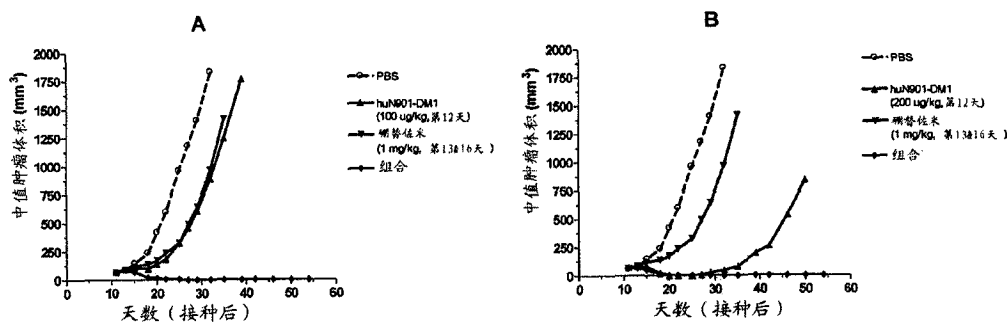 A
中值肿瘤体积 (mm³)
2000
1750
1500
1250
1000
750
500
250
0
0 10 20 30 40 50 60
天数（接种后）
PBS
huN901-DM1
(100 ug/kg, 第12天)
硼替佐米
(1 mg/kg, 第13和16天)
组合
B
中值肿瘤体积 (mm³)
2000
1750
1500
1250
1000
750
500
250
0
0 10 20 30 40 50 60
天数（接种后）
PBS
huN901-DM1
(200 ug/kg, 第12天)
硼替佐米
(1 mg/kg, 第13和16天)
组合